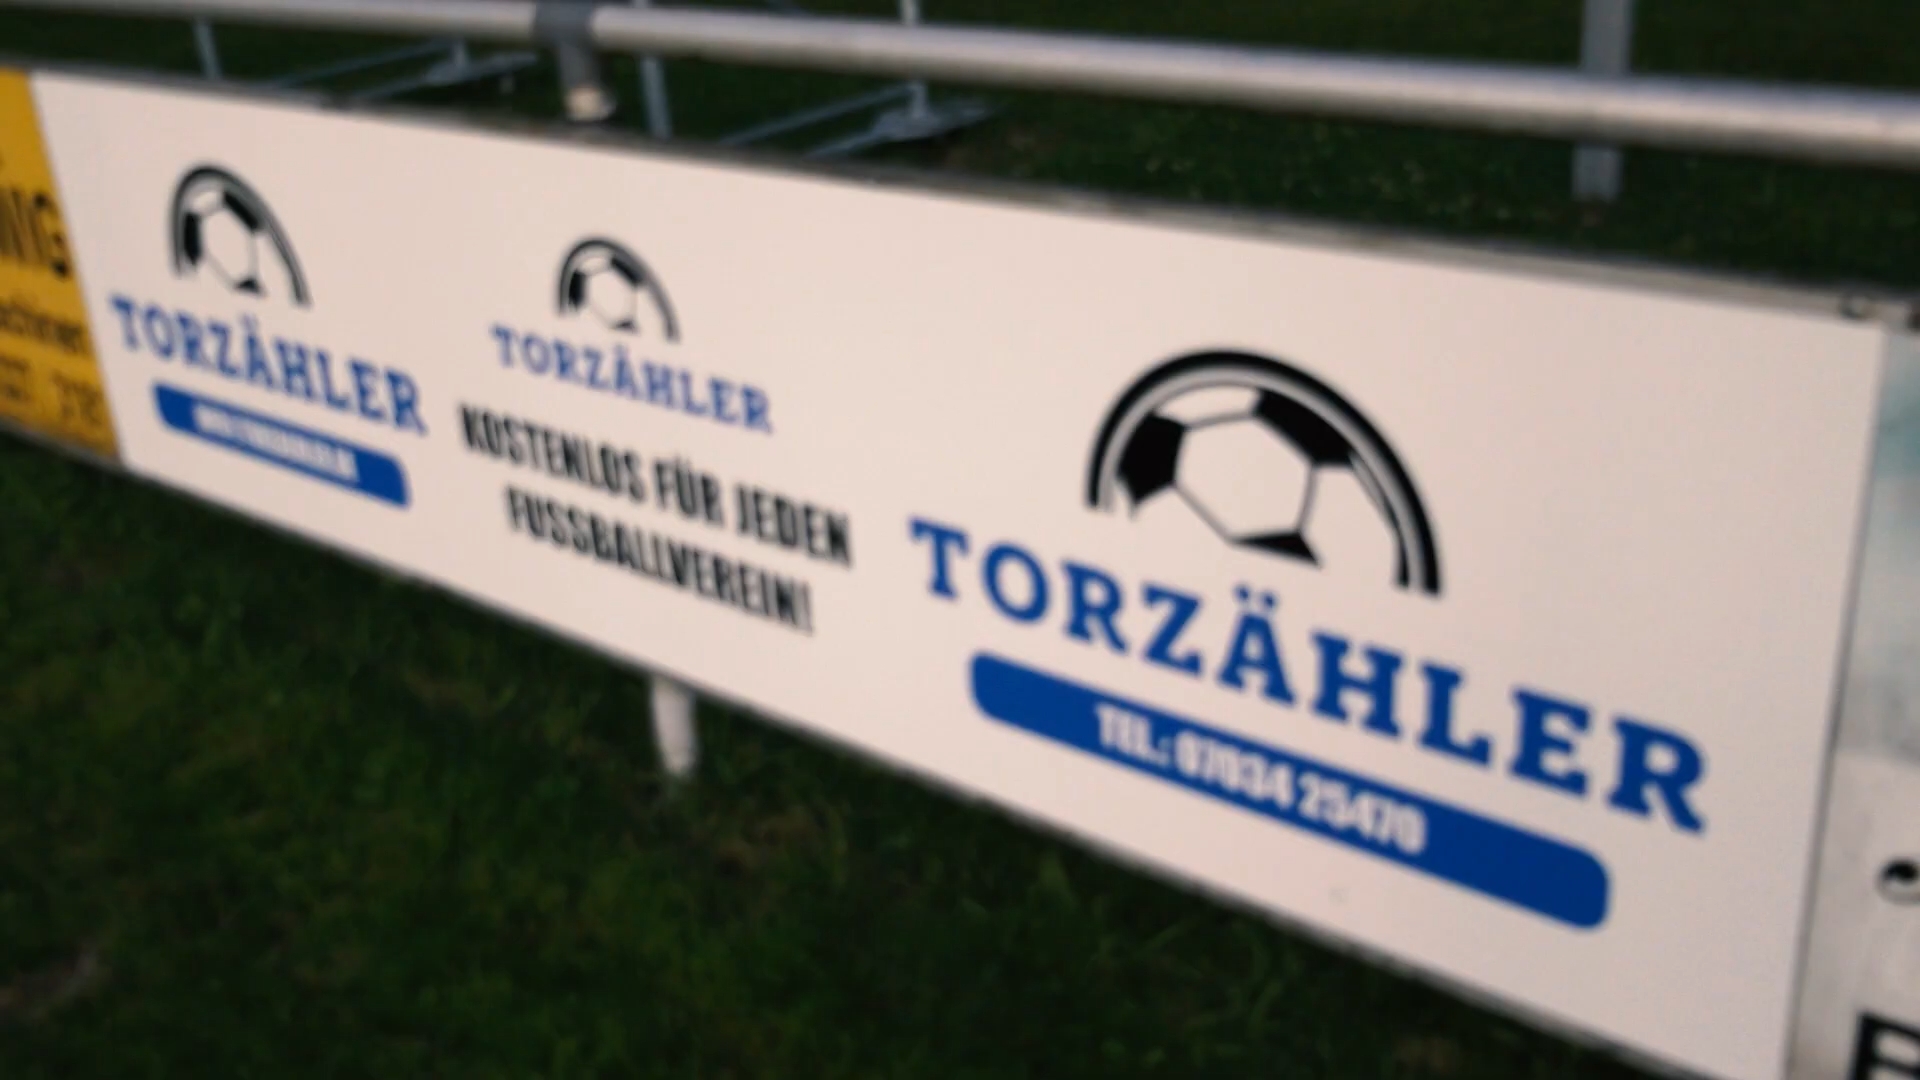 TORZÄHLER
TORZÄHLER
KOSTENLOS FÜR JEDEN
FUSSBALLVEREIN!
TORZÄHLER
TEL: 07034 25470